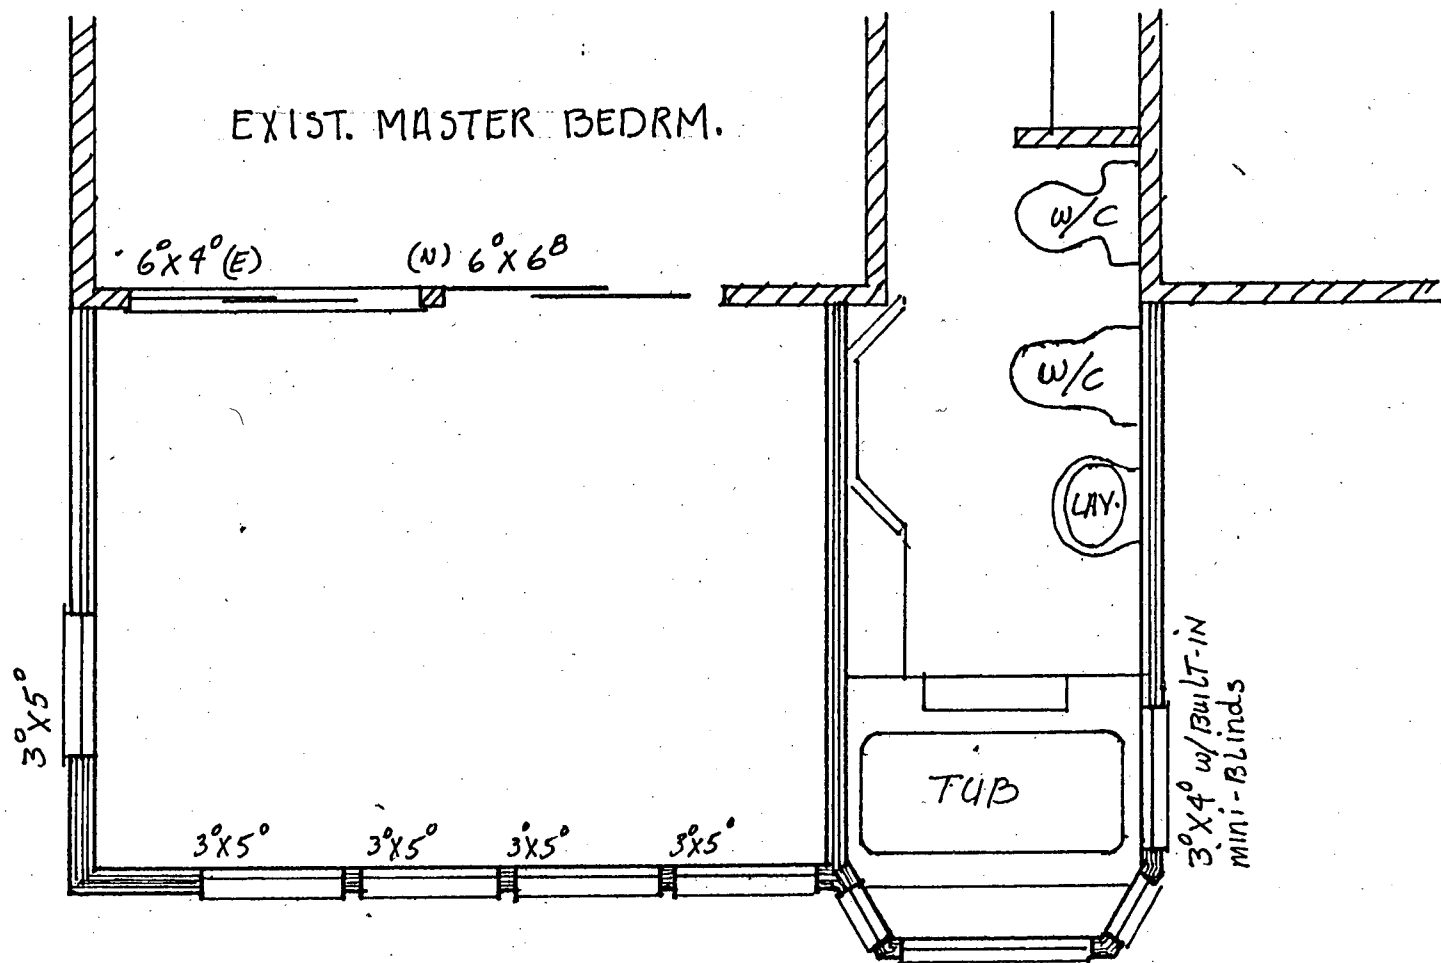 EXIST. MASTER BEDRM.
6⁰X4⁰(E)
(N) 6⁰X6⁸
W/C
W/C
LAV.
3⁰X5⁰
3⁰X4⁰ w/BUILT-IN
MINI-BLINDS
TUB
3⁰X5⁰
3⁰X5⁰
3⁰X5⁰
3⁰X5⁰